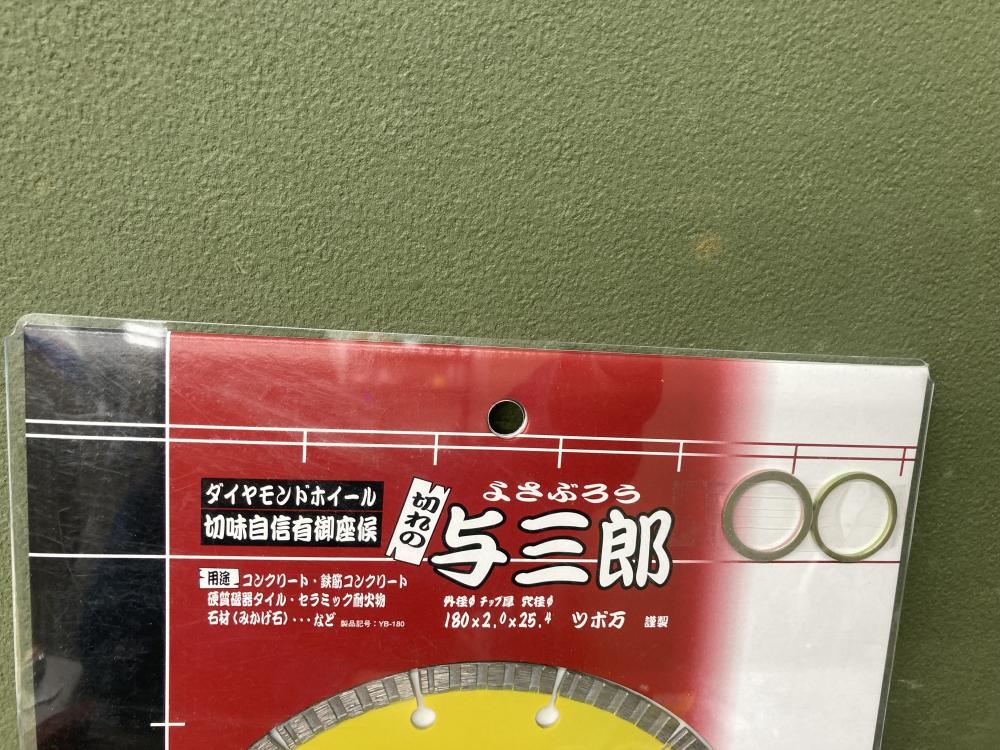 ダイヤモンドホイール
切味自信有御座候
切れの
よさぶろう
与三郎
用途 コンクリート・鉄筋コンクリート
硬質磁器タイル・セラミック耐火物
石材(みかげ石)・・・など 製品記号:YB-180
外径φ チップ厚 穴径φ
180×2.0×25.4 ツボ万 謹製